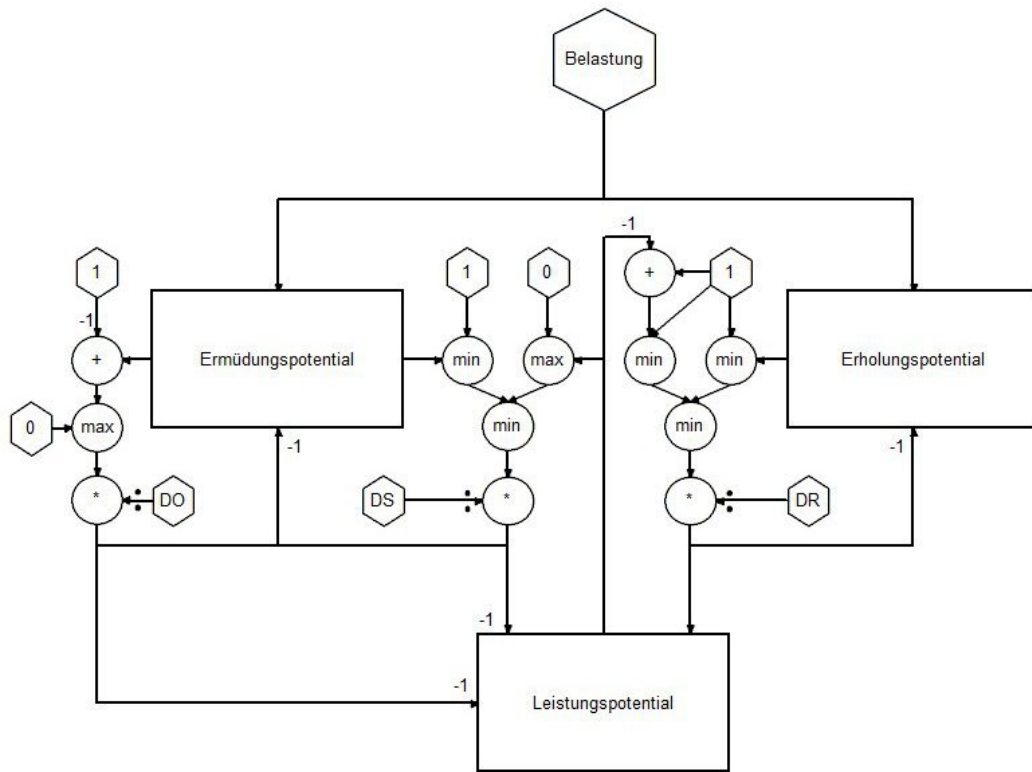 Belastung
-1
1
1
0
+
1
-1
+
Ermüdungspotential
min
max
min
min
Erholungspotential
0
max
min
min
-1
-1
*
:
DO
DS
:
*
*
:
DR
-1
-1
Leistungspotential